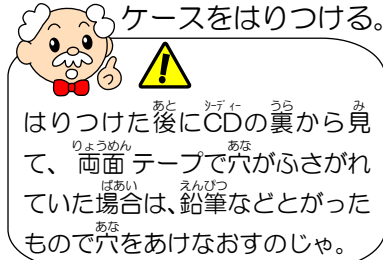 ケースをはりつける。
はりつけた後にCDの裏から見
て、両面テープで穴がふさがれ
ていた場合は、鉛筆などとがった
もので穴をあけなおすのじゃ。